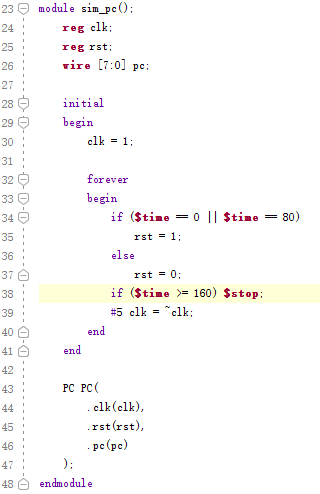 23 module sim_pc();
24     reg clk;
25     reg rst;
26     wire [7:0] pc;
27
28     initial
29     begin
30         clk = 1;
31
32         forever
33         begin
34             if ($time == 0 || $time == 80)
35                 rst = 1;
36             else
37                 rst = 0;
38             if ($time >= 160) $stop;
39             #5 clk = ~clk;
40         end
41     end
42
43     PC PC(
44         .clk(clk),
45         .rst(rst),
46         .pc(pc)
47     );
48 endmodule